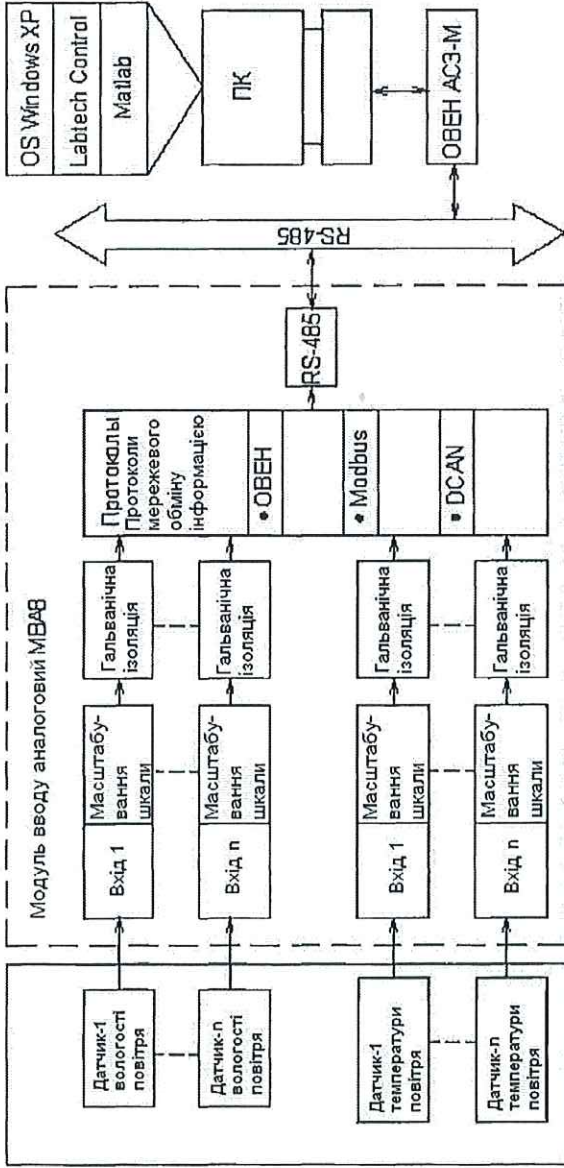 Датчик-1
вологості
повітря
Датчик-n
вологості
повітря
Датчик-1
температури
повітря
Датчик-n
температури
повітря
Модуль вводу аналоговий МВА8
Вхід 1
Масштабу-
вання
шкали
Гальванічна
ізоляція
Вхід n
Масштабу-
вання
шкали
Гальванічна
ізоляція
Вхід 1
Масштабу-
вання
шкали
Гальванічна
ізоляція
Вхід n
Масштабу-
вання
шкали
Гальванічна
ізоляція
Протоколы
Протоколи
мережевого
обміну
інформацією
• ОВЕН
• Modbus
• DCAN
RS-485
RS-485
OS Windows XP
Labtech Control
Matlab
ПК
ОВЕН АС3-М